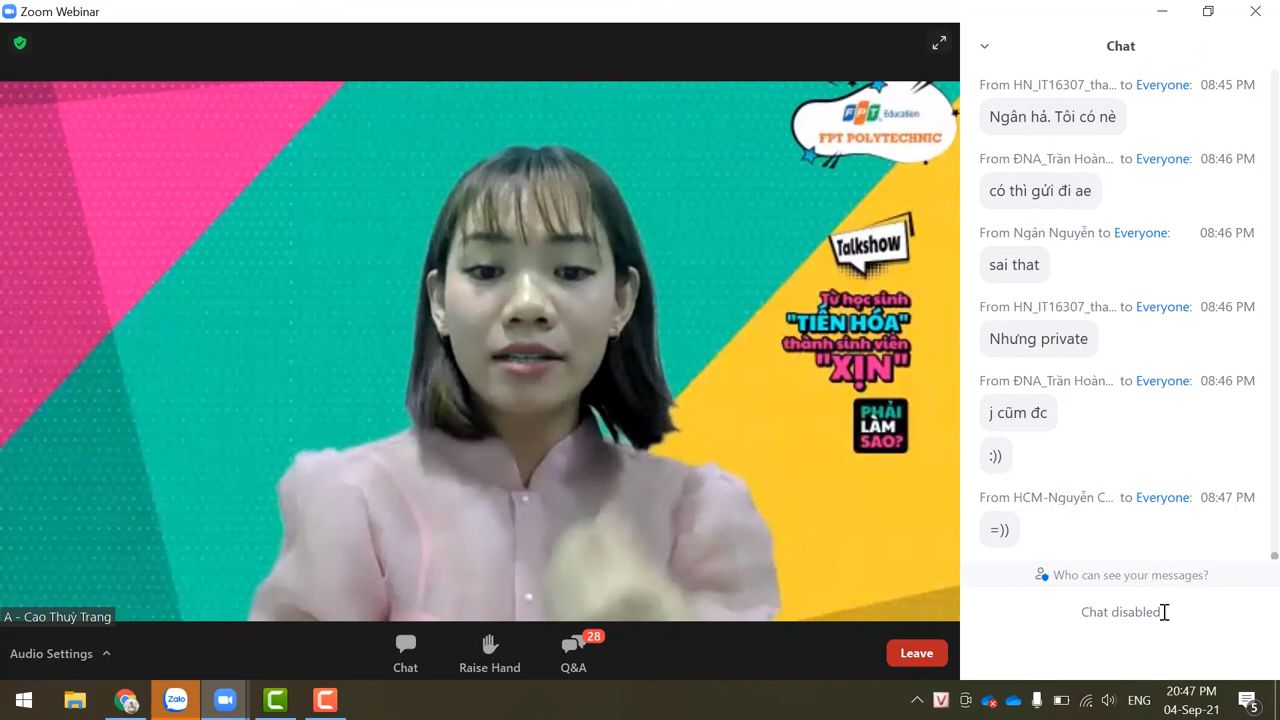 Zoom Webinar
FPT Education
FPT POLYTECHNIC
Talkshow
Từ học sinh
"TIẾN HÓA"
thành sinh viên
"XỊN"
PHẢI
LÀM
SAO?
A - Cao Thuỳ Trang
Audio Settings
Chat
Raise Hand
28
Q&A
Leave
Chat
From HN_IT16307_tha... to Everyone: 08:45 PM
Ngân hả. Tôi có nè
From ĐNA_Trần Hoàn... to Everyone: 08:46 PM
có thì gửi đi ae
From Ngân Nguyễn to Everyone: 08:46 PM
sai that
From HN_IT16307_tha... to Everyone: 08:46 PM
Nhưng private
From ĐNA_Trần Hoàn... to Everyone: 08:46 PM
j cũm đc
:))
From HCM-Nguyễn C... to Everyone: 08:47 PM
=))
Who can see your messages?
Chat disabled
Zalo
ENG
20:47 PM
04-Sep-21
5